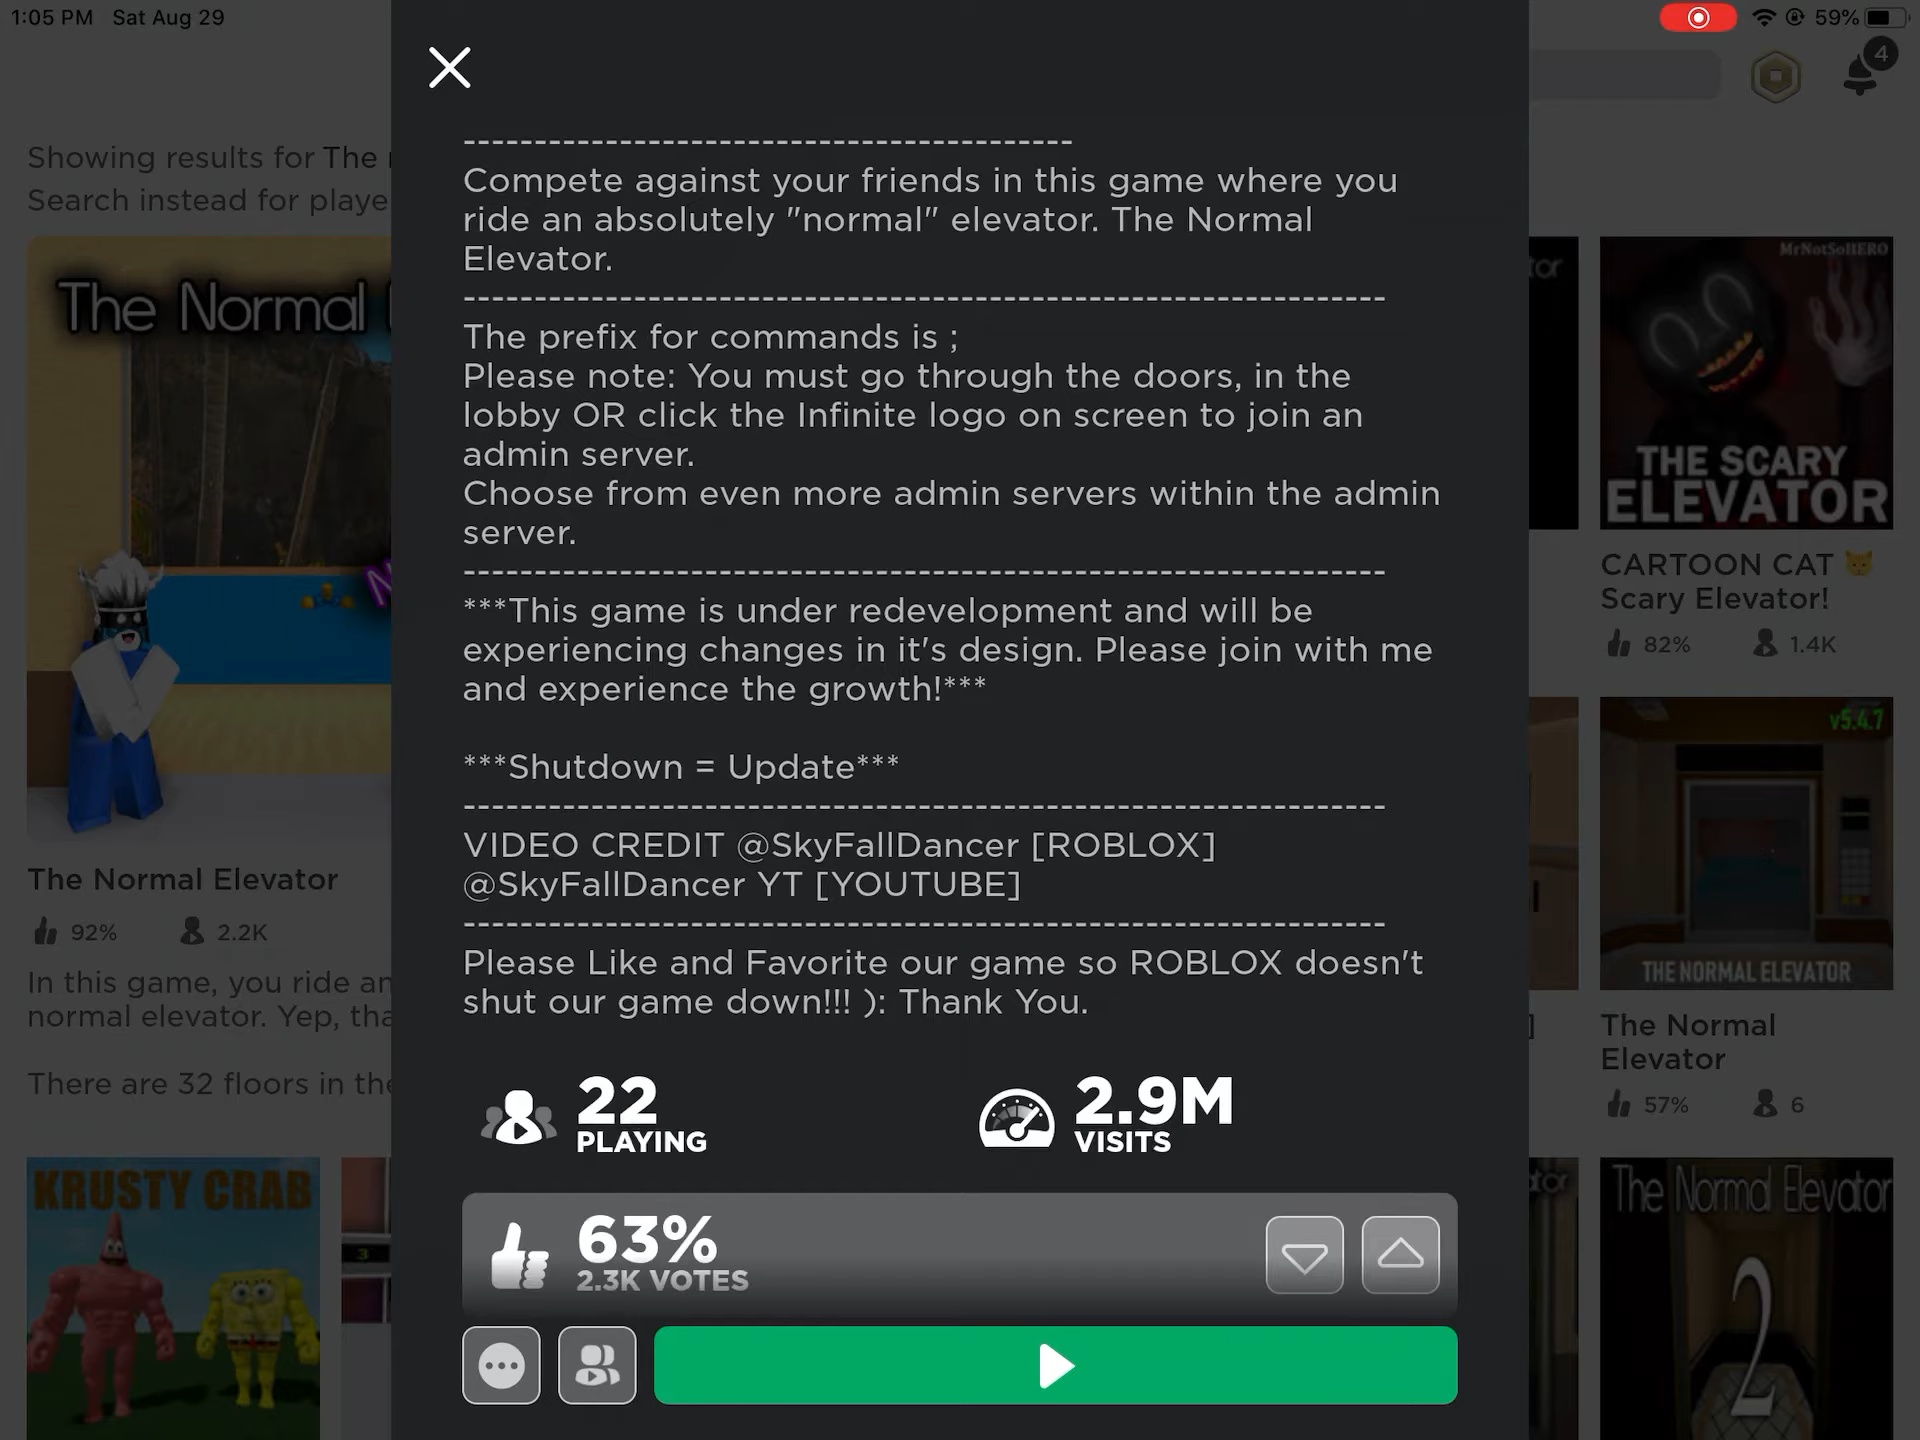 1:05 PM Sat Aug 29
59%
4
Showing results for The
Search instead for playe
The Normal
----------------------------------------
Compete against your friends in this game where you
ride an absolutely "normal" elevator. The Normal
Elevator.
------------------------------------------------------------
The prefix for commands is ;
Please note: You must go through the doors, in the
lobby OR click the Infinite logo on screen to join an
admin server.
Choose from even more admin servers within the admin
server.
------------------------------------------------------------
***This game is under redevelopment and will be
experiencing changes in it's design. Please join with me
and experience the growth!***
***Shutdown = Update***
------------------------------------------------------------
VIDEO CREDIT @SkyFallDancer [ROBLOX]
@SkyFallDancer YT [YOUTUBE]
------------------------------------------------------------
Please Like and Favorite our game so ROBLOX doesn't
shut our game down!!! ): Thank You.
22
PLAYING
2.9M
VISITS
63%
2.3K VOTES
The Normal Elevator
92% 2.2K
In this game, you ride an
normal elevator. Yep, tha
There are 32 floors in the
KRUSTY CRAB
3
MrNotSoHERO
THE SCARY
ELEVATOR
CARTOON CAT 🐱
Scary Elevator!
82% 1.4K
v5.4.7
THE NORMAL ELEVATOR
The Normal
Elevator
57% 6
The Normal Elevator
2